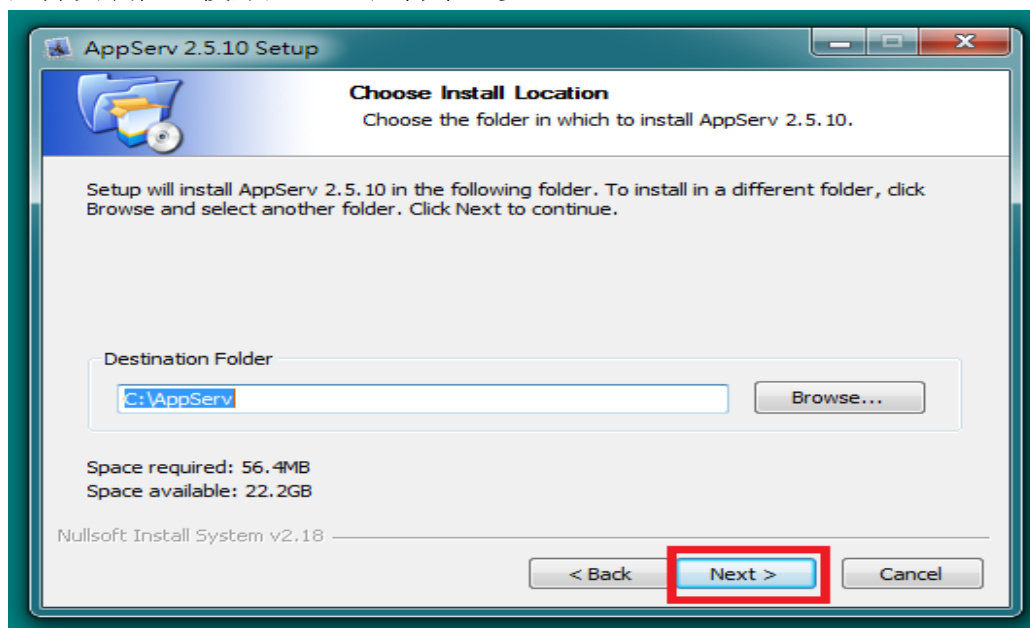 AppServ 2.5.10 Setup
Choose Install Location
Choose the folder in which to install AppServ 2.5.10.
Setup will install AppServ 2.5.10 in the following folder. To install in a different folder, click
Browse and select another folder. Click Next to continue.
Destination Folder
C:\AppServ
Browse...
Space required: 56.4MB
Space available: 22.2GB
Nullsoft Install System v2.18
< Back
Next >
Cancel